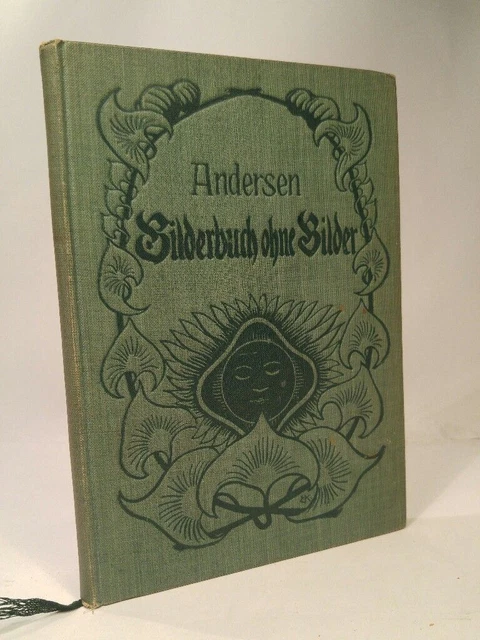 Andersen
Bilderbuch ohne Bilder